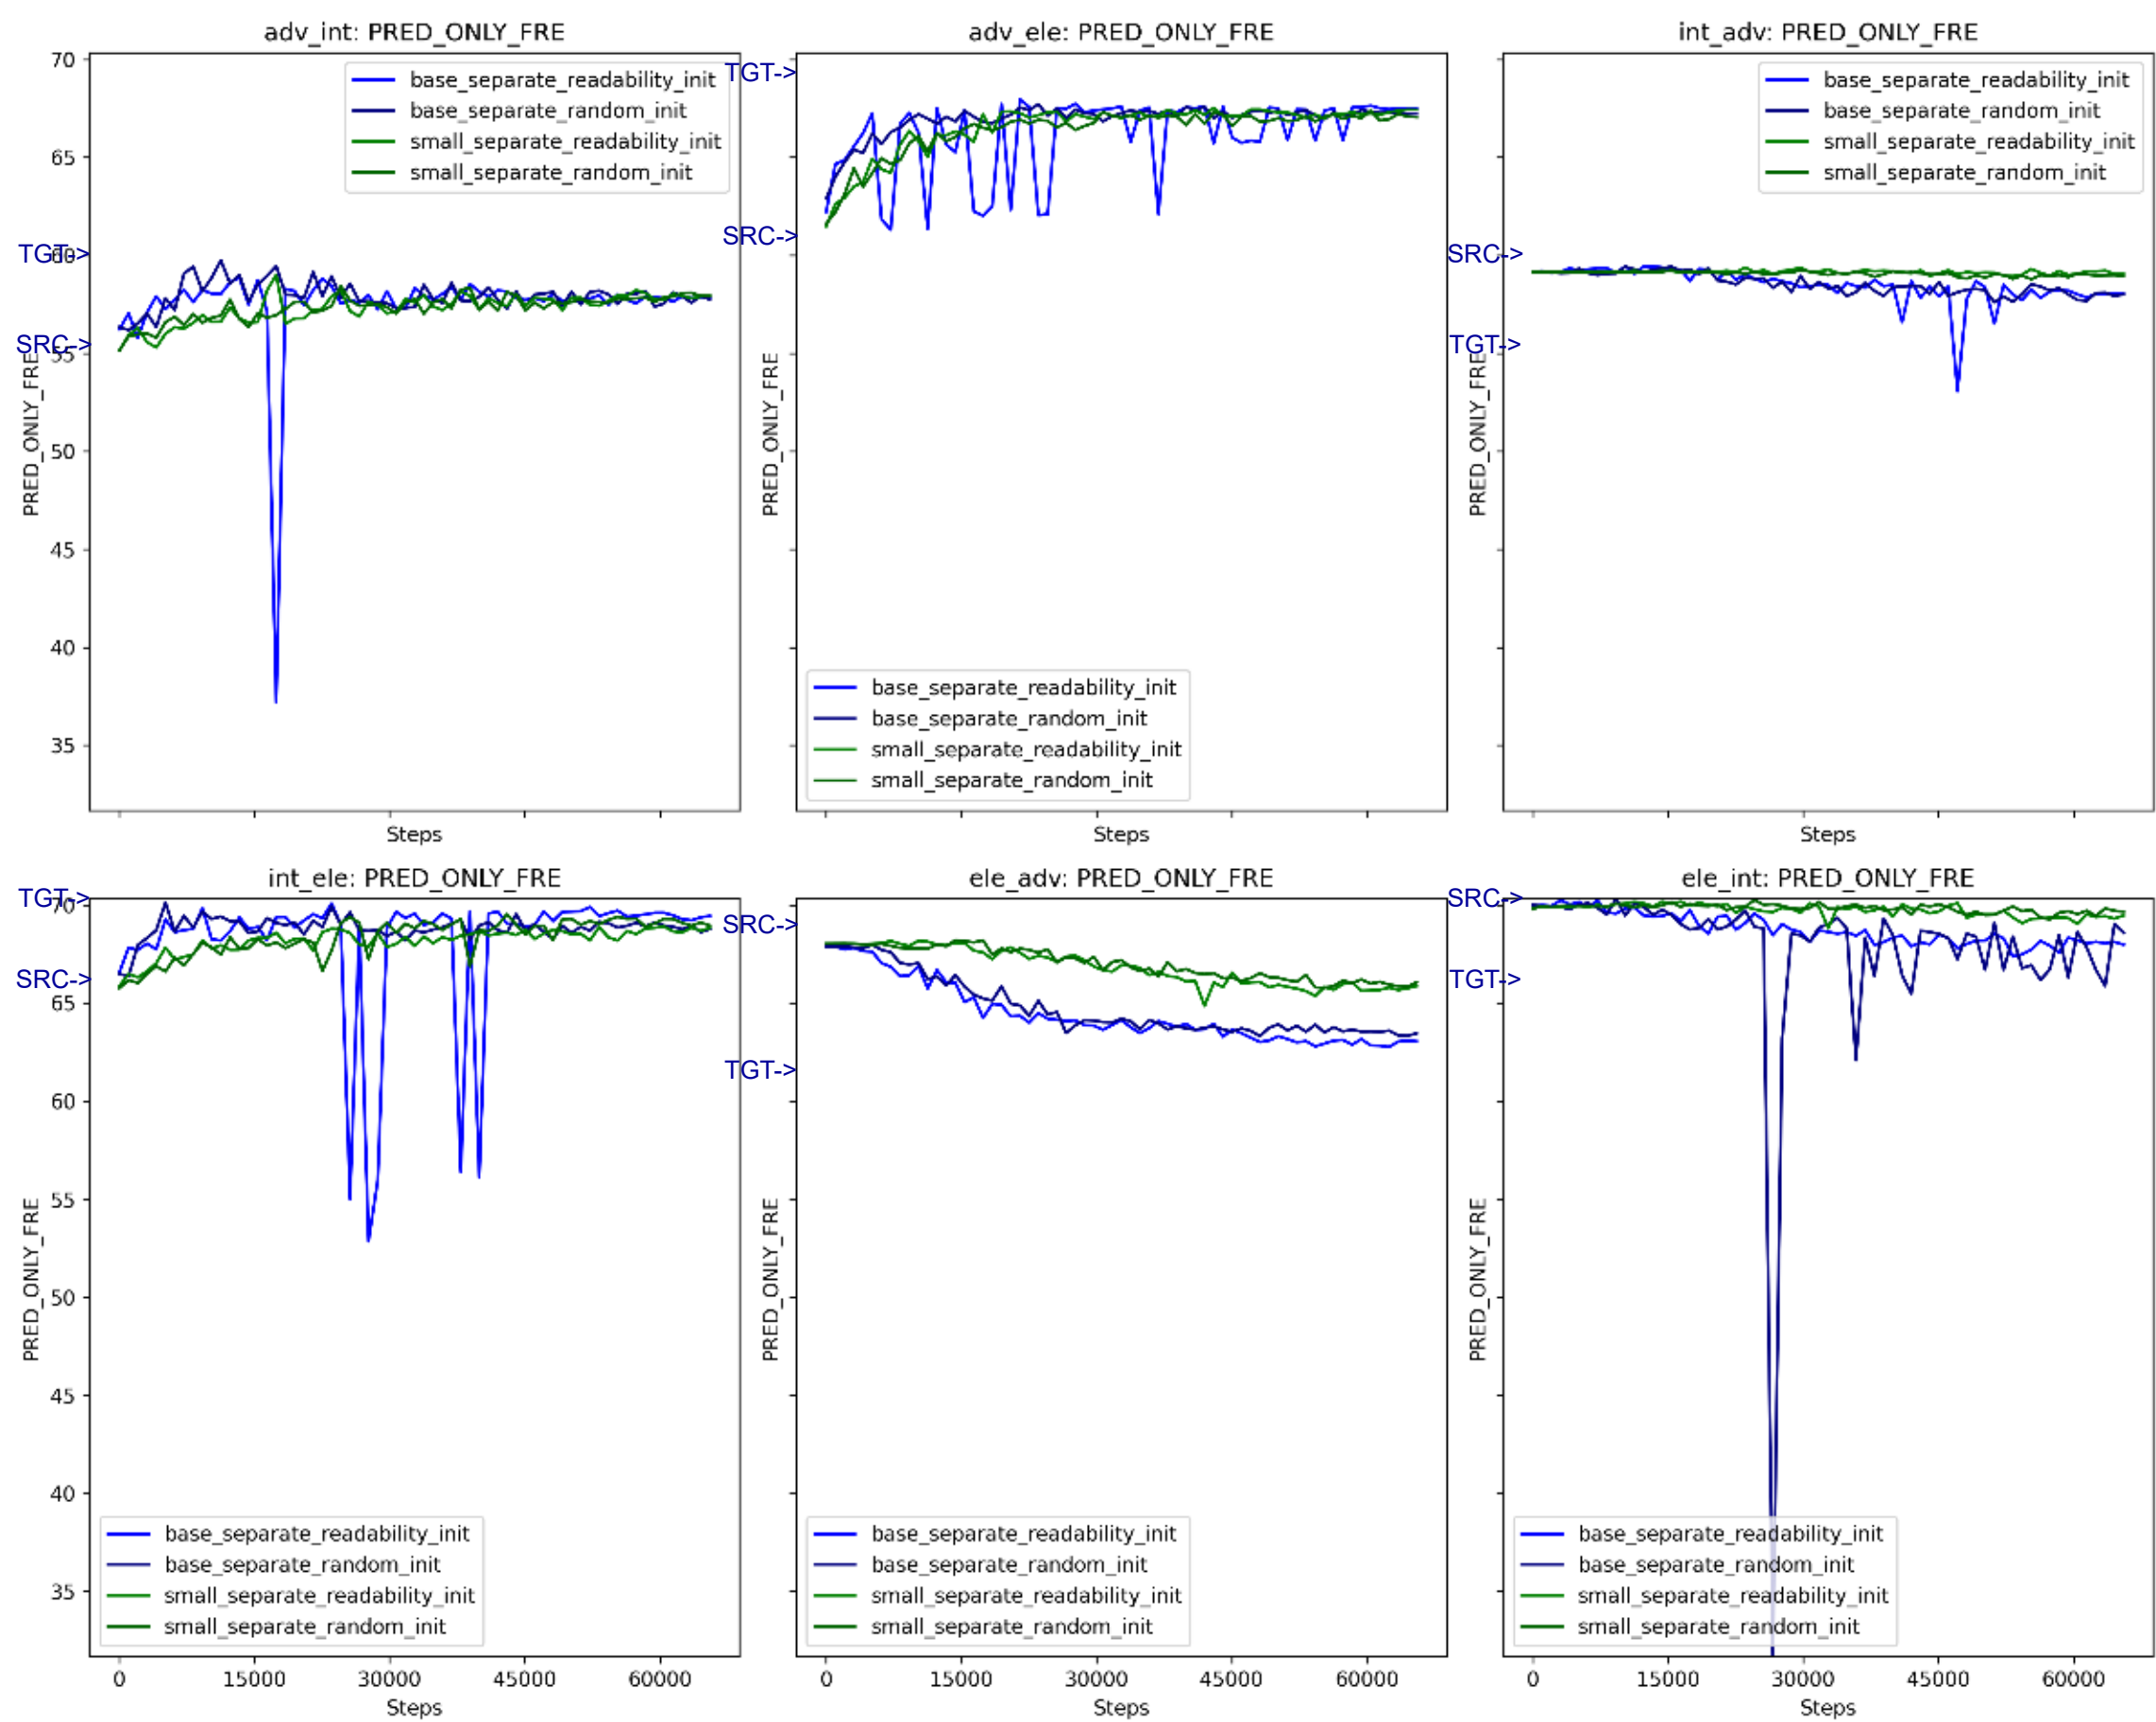 adv_int: PRED_ONLY_FRE
70
65
60
55
50
45
40
35
TGT->
SRC->
PRED_ONLY_FRE
base_separate_readability_init
base_separate_random_init
small_separate_readability_init
small_separate_random_init
Steps
adv_ele: PRED_ONLY_FRE
TGT->
SRC->
PRED_ONLY_FRE
base_separate_readability_init
base_separate_random_init
small_separate_readability_init
small_separate_random_init
Steps
int_adv: PRED_ONLY_FRE
SRC->
TGT->
PRED_ONLY_FRE
base_separate_readability_init
base_separate_random_init
small_separate_readability_init
small_separate_random_init
Steps
int_ele: PRED_ONLY_FRE
TGT->
SRC->
70
65
60
55
50
45
40
35
PRED_ONLY_FRE
base_separate_readability_init
base_separate_random_init
small_separate_readability_init
small_separate_random_init
0 15000 30000 45000 60000
Steps
ele_adv: PRED_ONLY_FRE
SRC->
TGT->
PRED_ONLY_FRE
base_separate_readability_init
base_separate_random_init
small_separate_readability_init
small_separate_random_init
0 15000 30000 45000 60000
Steps
ele_int: PRED_ONLY_FRE
SRC->
TGT->
PRED_ONLY_FRE
base_separate_readability_init
base_separate_random_init
small_separate_readability_init
small_separate_random_init
0 15000 30000 45000 60000
Steps